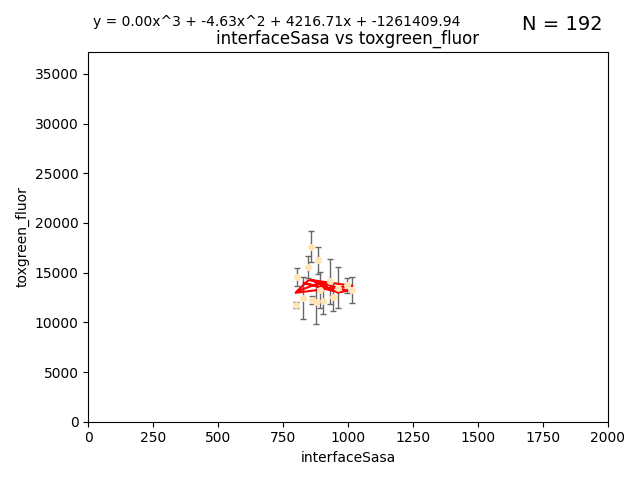 y = 0.00x^3 + -4.63x^2 + 4216.71x + -1261409.94
N = 192
interfaceSasa vs toxgreen_fluor
35000
30000
25000
20000
15000
10000
5000
0
toxgreen_fluor
0 250 500 750 1000 1250 1500 1750 2000
interfaceSasa